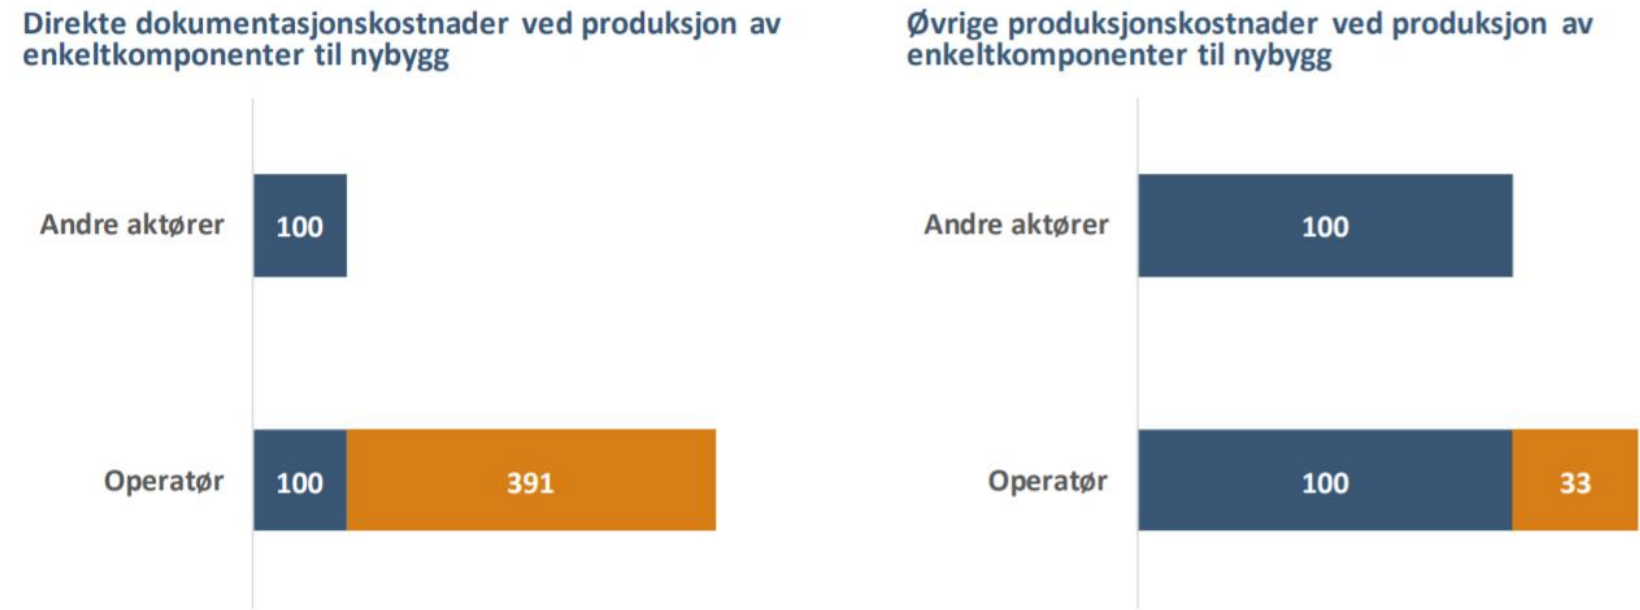 Direkte dokumentasjonskostnader ved produksjon av
enkeltkomponenter til nybygg
Andre aktører
100
Operatør
100
391
Øvrige produksjonskostnader ved produksjon av
enkeltkomponenter til nybygg
Andre aktører
100
Operatør
100
33